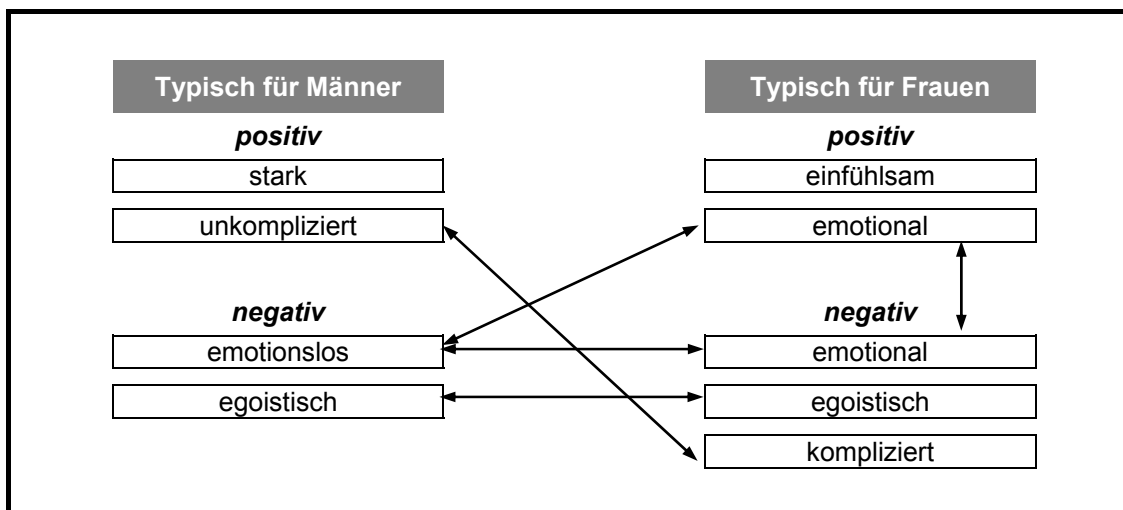 Typisch für Männer
positiv
stark
unkompliziert
negativ
emotionslos
egoistisch
Typisch für Frauen
positiv
einfühlsam
emotional
negativ
emotional
egoistisch
kompliziert